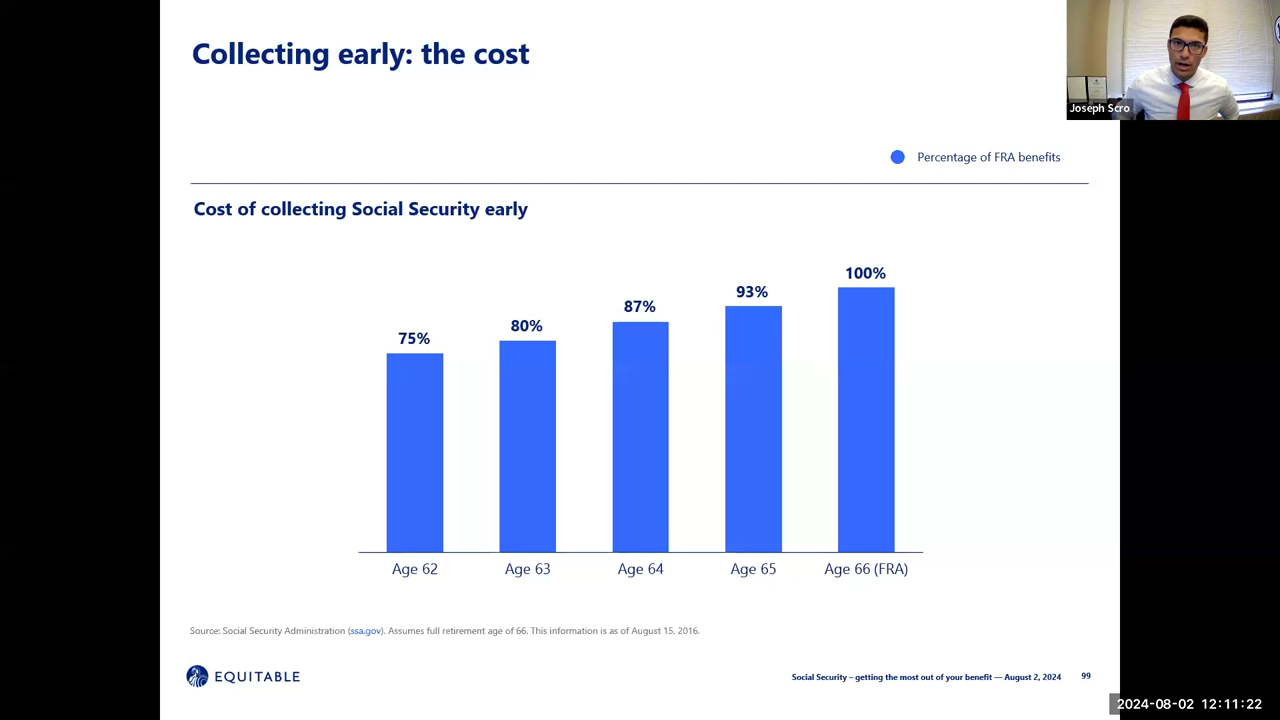 Collecting early: the cost
Joseph Scro
Percentage of FRA benefits
Cost of collecting Social Security early
75%
80%
87%
93%
100%
Age 62
Age 63
Age 64
Age 65
Age 66 (FRA)
Source: Social Security Administration (ssa.gov). Assumes full retirement age of 66. This information is as of August 15, 2016.
EQUITABLE
Social Security – getting the most out of your benefit — August 2, 2024
99
2024-08-02 12:11:22